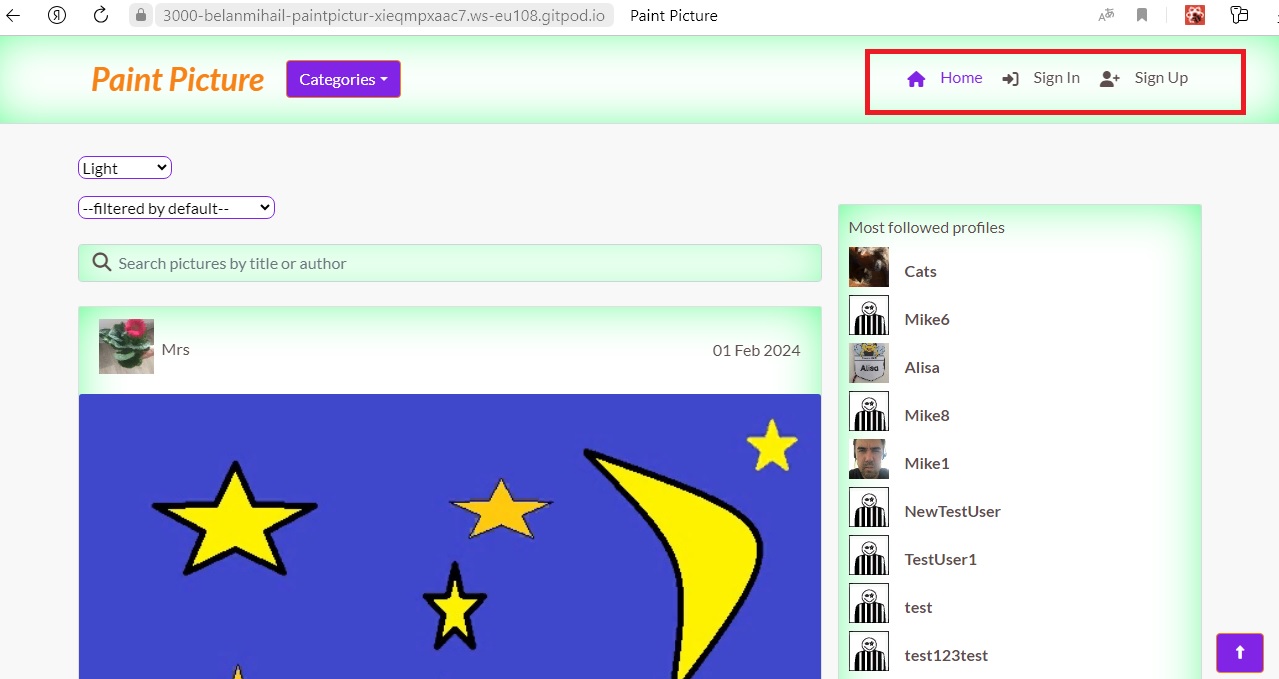 Я 3000-belanmihail-paintpictur-xieqmpxaac7.ws-eu108.gitpod.io Paint Picture
Paint Picture Categories Home Sign In Sign Up
Light
--filtered by default--
Search pictures by title or author
Mrs 01 Feb 2024
Most followed profiles
Cats
Mike6
Alisa
Alisa
Mike8
Mike1
NewTestUser
TestUser1
test
test123test